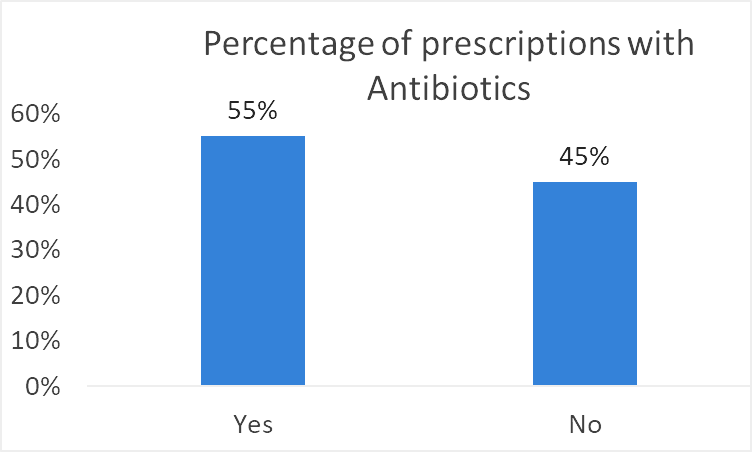 Percentage of prescriptions with
Antibiotics
60%
50%
40%
30%
20%
10%
0%
55%
45%
Yes
No